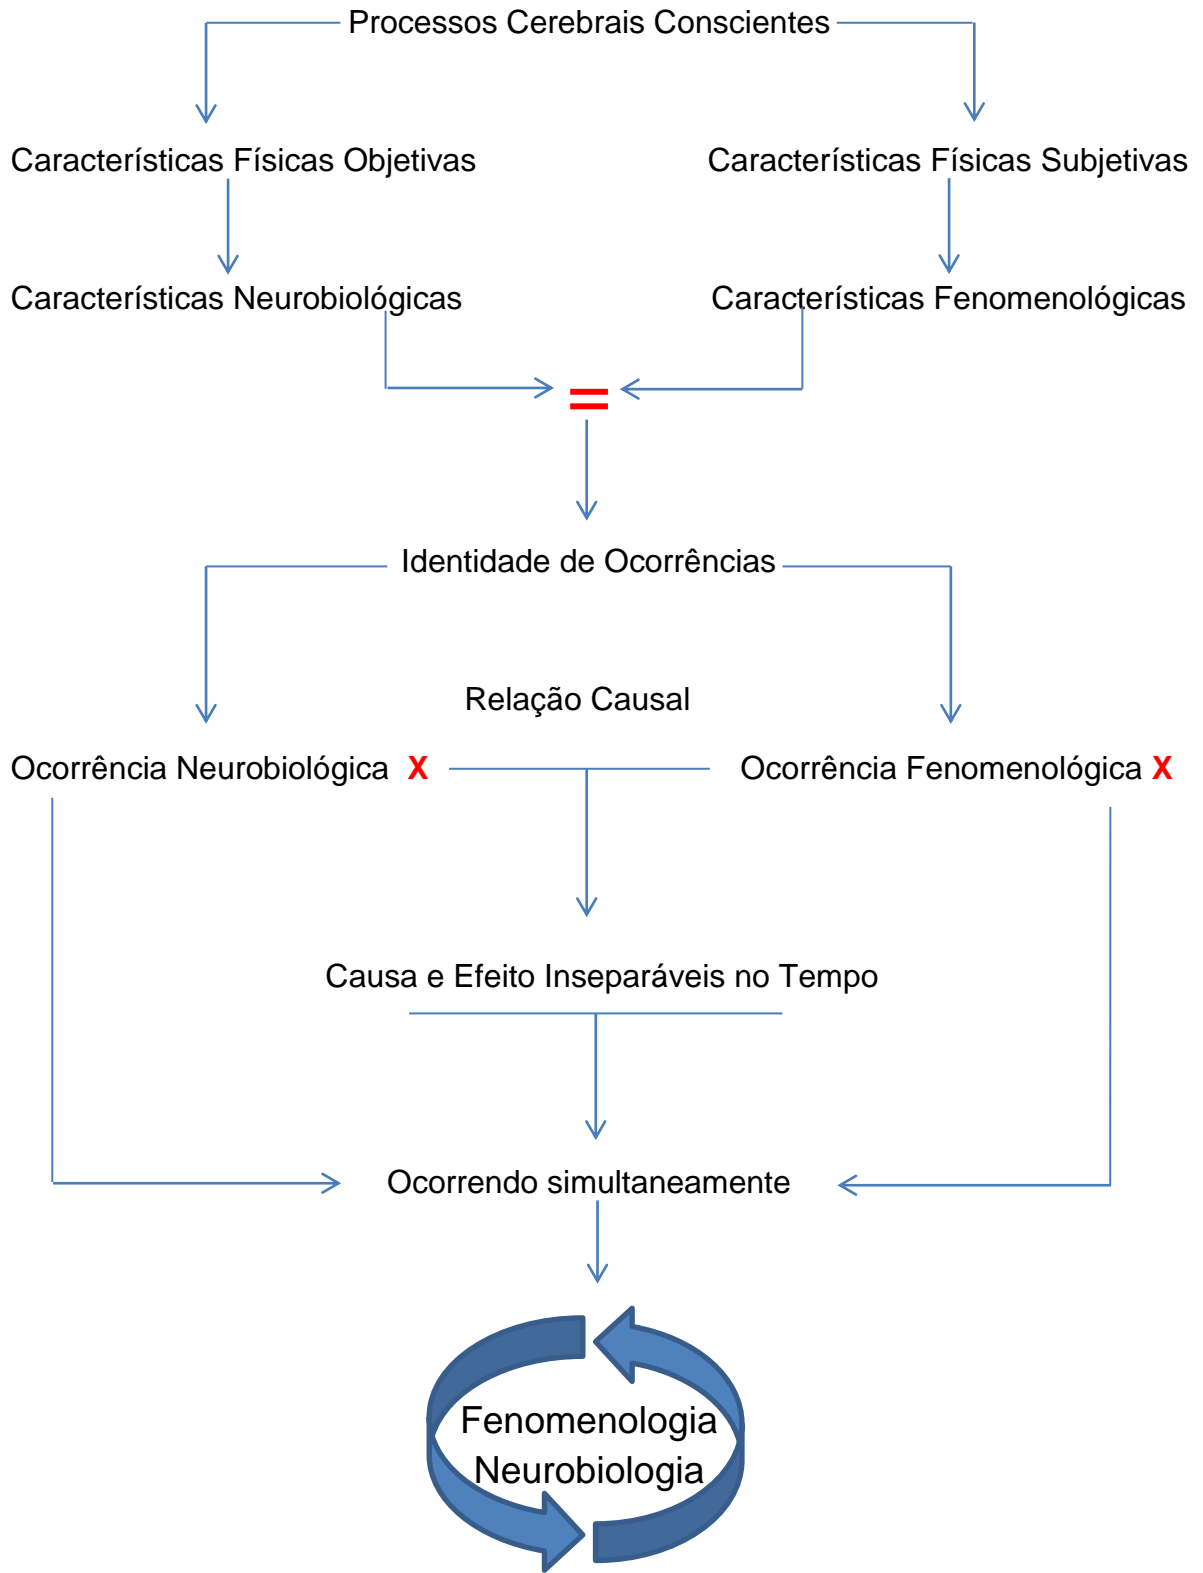 Processos Cerebrais Conscientes
Características Físicas Objetivas
Características Físicas Subjetivas
Características Neurobiológicas
Características Fenomenológicas
=
Identidade de Ocorrências
Relação Causal
Ocorrência Neurobiológica X
Ocorrência Fenomenológica X
Causa e Efeito Inseparáveis no Tempo
Ocorrendo simultaneamente
Fenomenologia
Neurobiologia